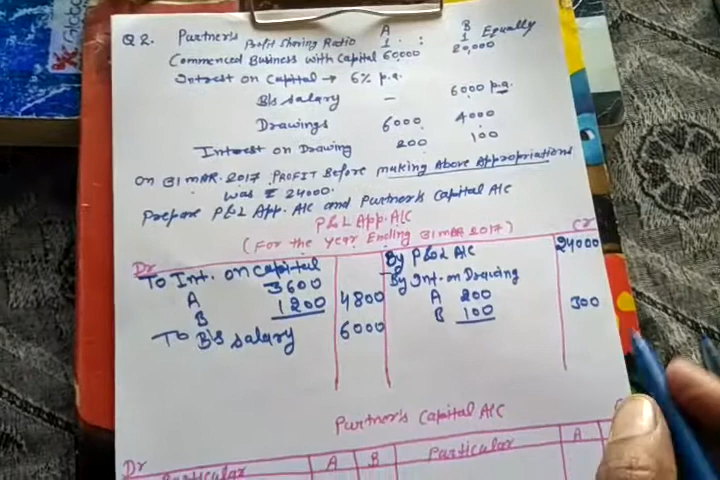 Global
Q2. Partner's A B
Profit Sharing Ratio 1 : 1 Equally
Commenced Business with Capital 60000 20,000
Interest on Capital → 6% p.a.
B's salary – 6000 p.a.
Drawings 6000 4000
Interest on Drawing 200 100
On 31 MAR. 2017 PROFIT Before making Above Appropriations
was ₹ 24000.
Prepare P&L App. A/C and Partner's Capital A/C
P&L App. A/C
(For the year Ending 31 MAR 2017)
Dr Cr
To Int. on Capital By P&L A/C 24000
A 3600 By Int. on Drawing
B 1200 4800 A 200
To B's salary 6000 B 100 300
Partner's Capital A/C
Dr
Particular A B Particular A